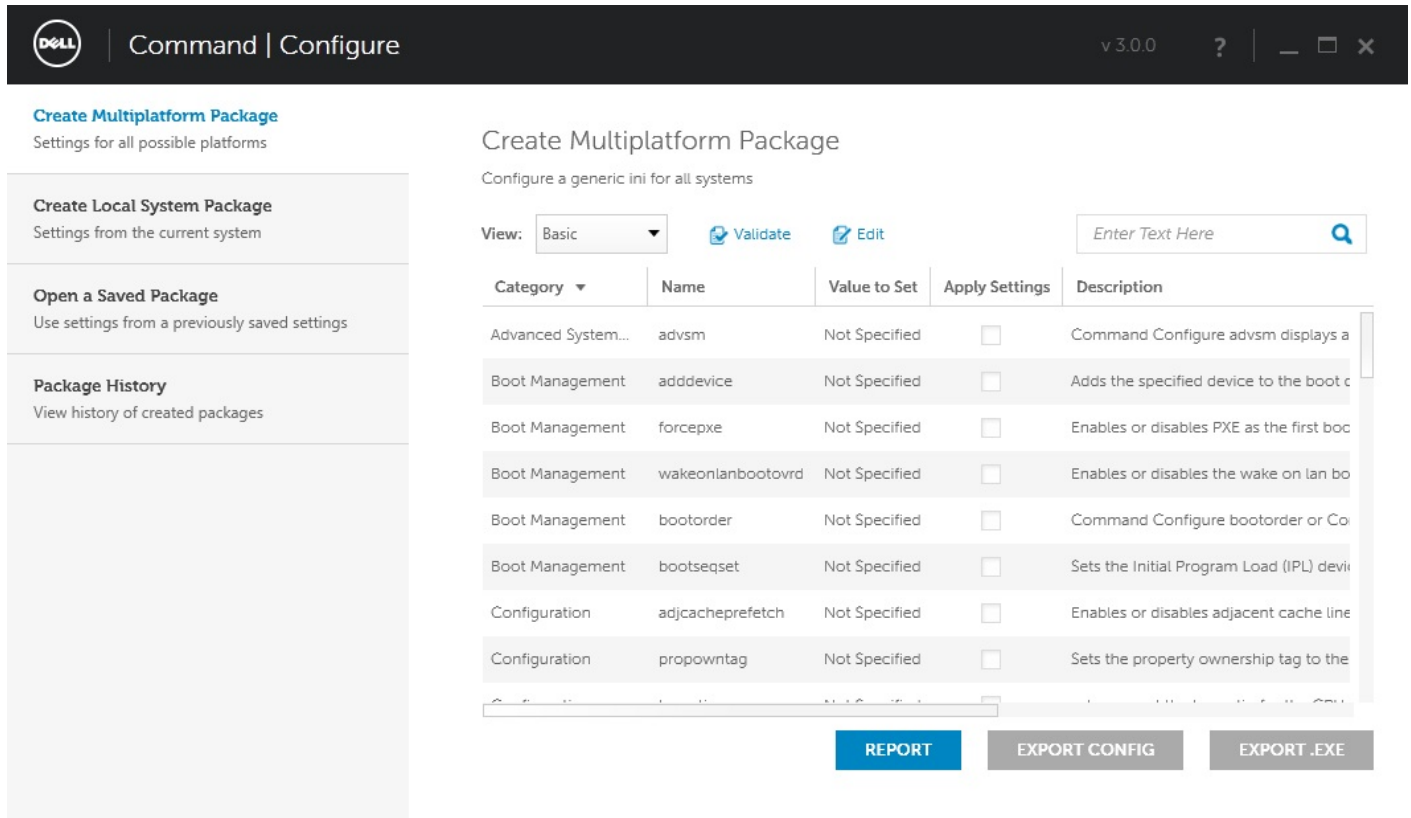 DELL Command | Configure v 3.0.0 ?
Create Multiplatform Package
Settings for all possible platforms
Create Local System Package
Settings from the current system
Open a Saved Package
Use settings from a previously saved settings
Package History
View history of created packages
Create Multiplatform Package
Configure a generic ini for all systems
View: Basic Validate Edit Enter Text Here
Category Name Value to Set Apply Settings Description
Advanced System... advsm Not Specified Command Configure advsm displays a
Boot Management adddevice Not Specified Adds the specified device to the boot
Boot Management forcepxe Not Specified Enables or disables PXE as the first boo
Boot Management wakeonlanbootovrd Not Specified Enables or disables the wake on lan bo
Boot Management bootorder Not Specified Command Configure bootorder or Co
Boot Management bootseqset Not Specified Sets the Initial Program Load (IPL) devi
Configuration adjcacheprefetch Not Specified Enables or disables adjacent cache line
Configuration propowntag Not Specified Sets the property ownership tag to the
REPORT EXPORT CONFIG EXPORT .EXE